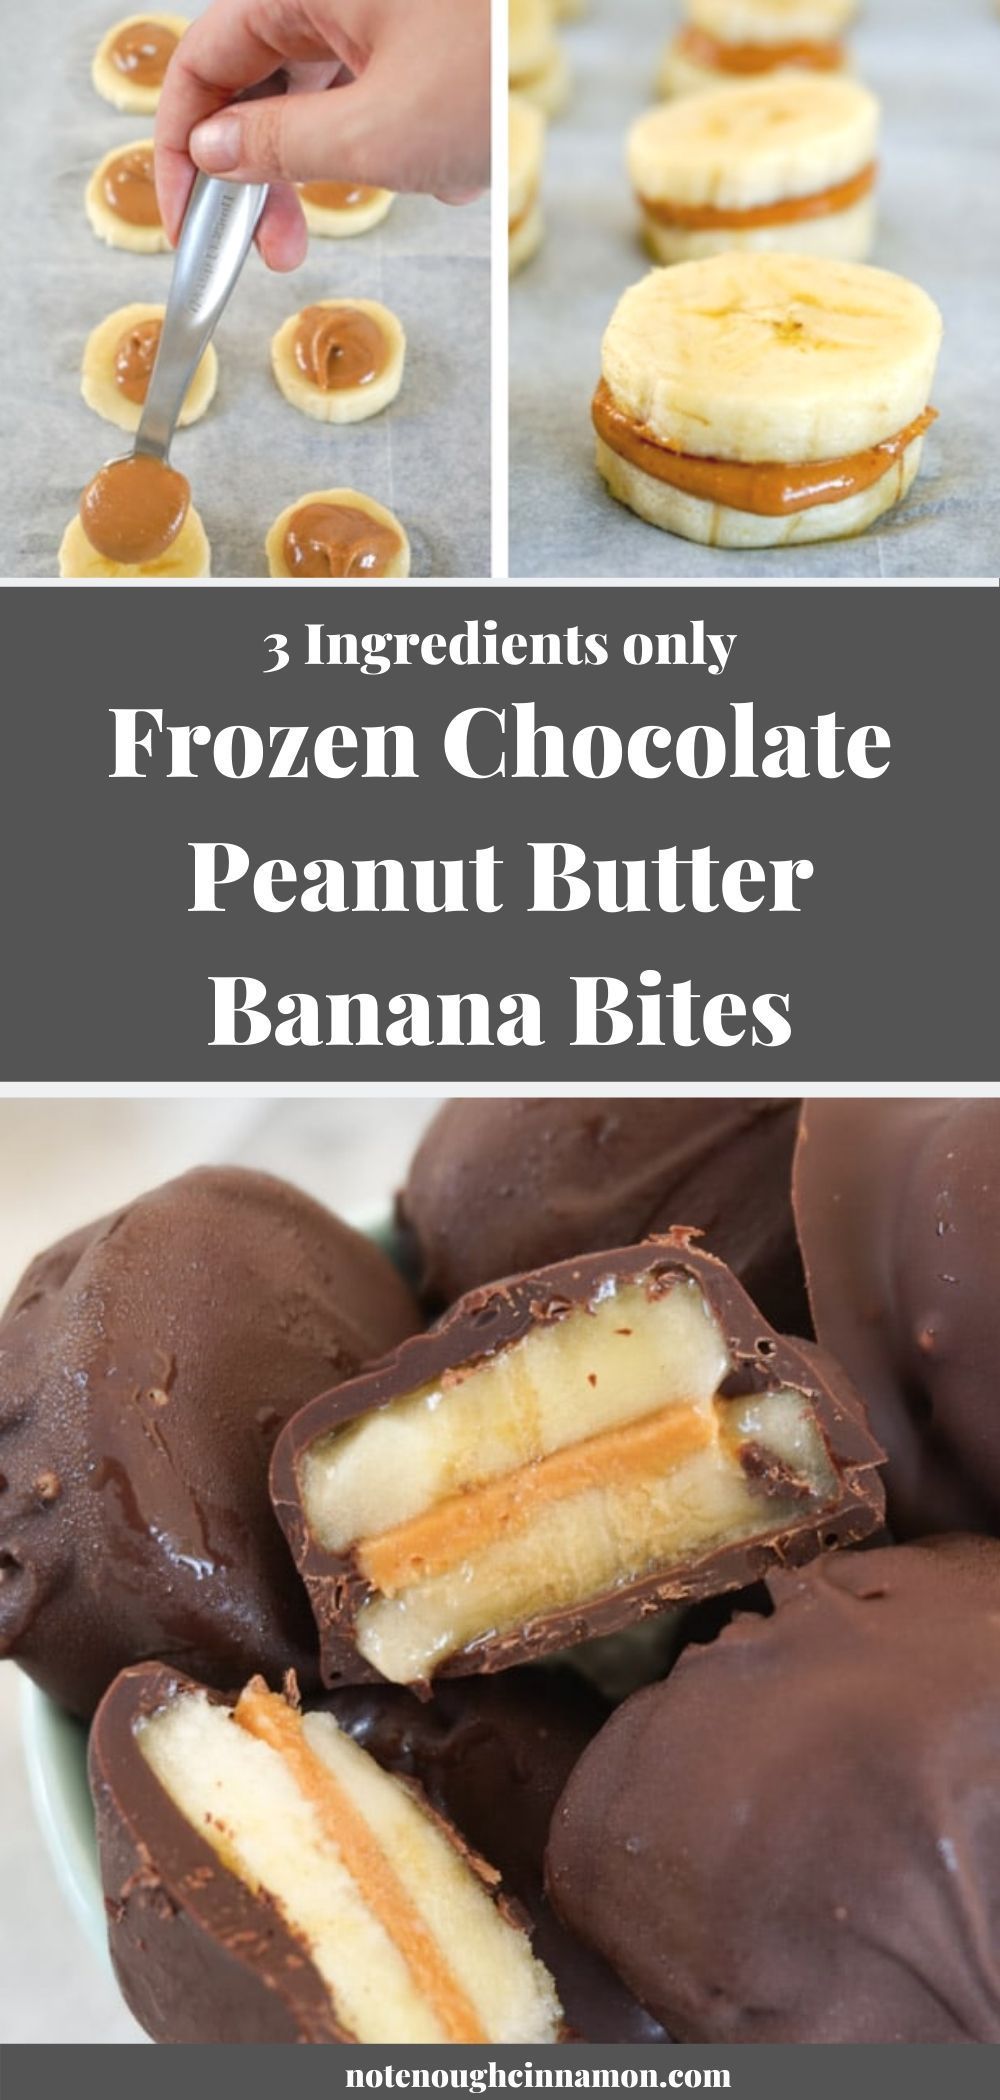 3 Ingredients only
Frozen Chocolate
Peanut Butter
Banana Bites
notenoughcinnamon.com